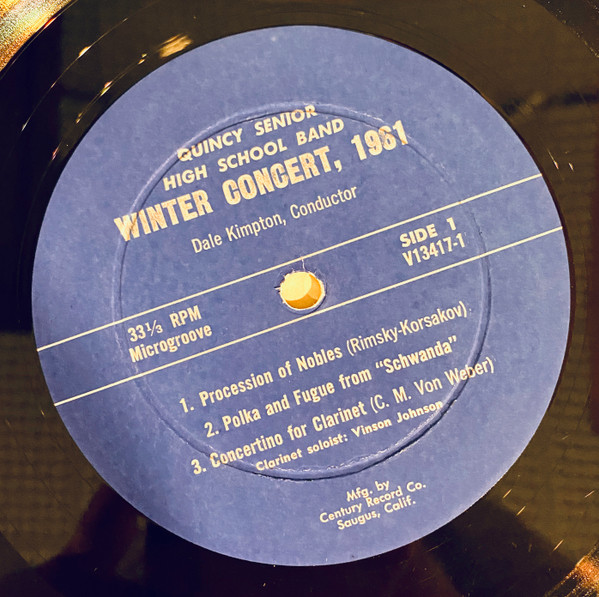 QUINCY SENIOR
HIGH SCHOOL BAND
WINTER CONCERT, 1961
Dale Kimpton, Conductor
SIDE 1
V13417-1
33⅓ RPM
Microgroove
1. Procession of Nobles (Rimsky-Korsakov)
2. Polka and Fugue from "Schwanda"
3. Concertino for Clarinet (C. M. Von Weber)
Clarinet soloist: Vinson Johnson
Mfg. by
Century Record Co.
Saugus, Calif.